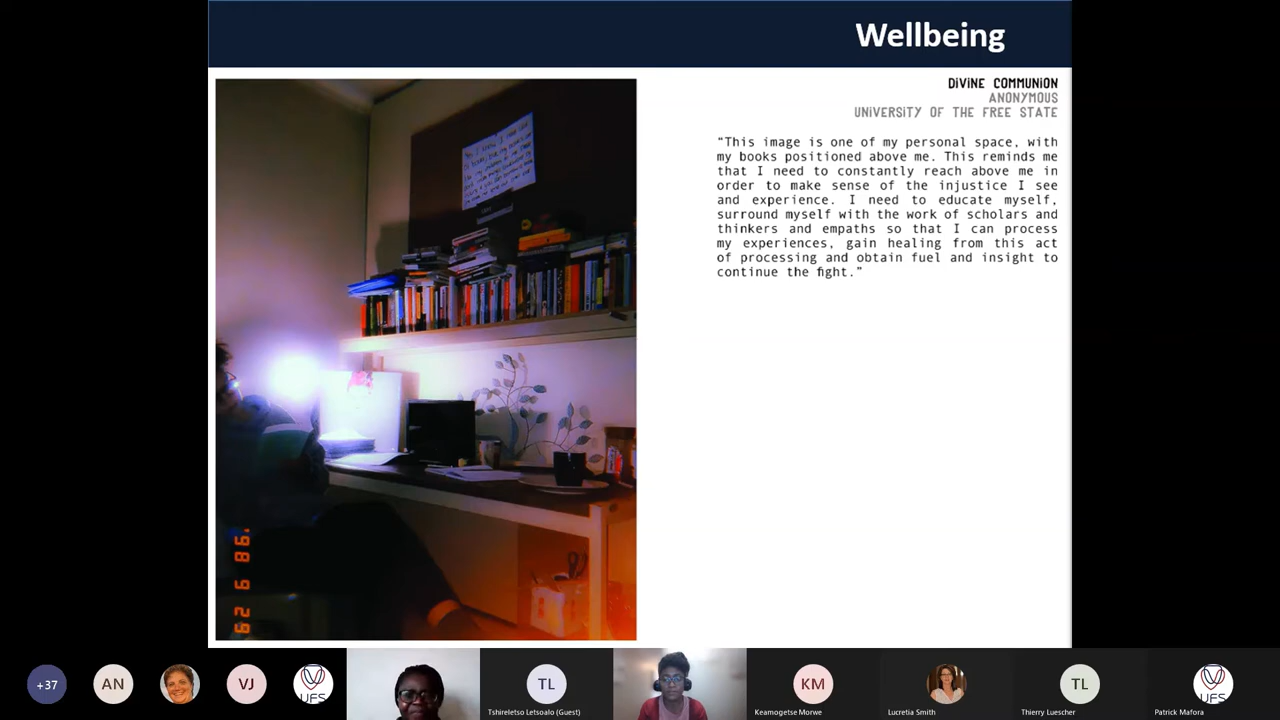 Wellbeing
DIVINE COMMUNION
ANONYMOUS
UNIVERSITY OF THE FREE STATE
“This image is one of my personal space, with
my books positioned above me. This reminds me
that I need to constantly reach above me in
order to make sense of the injustice I see
and experience. I need to educate myself,
surround myself with the work of scholars and
thinkers and empaths so that I can process
my experiences, gain healing from this act
of processing and obtain fuel and insight to
continue the fight.”
'98 9 28
+37
AN
VJ
UFS
TL
Tshireletso Letsoalo (Guest)
KM
Keamogetse Morwe
Lucretia Smith
TL
Thierry Luescher
UFS
Patrick Mafora